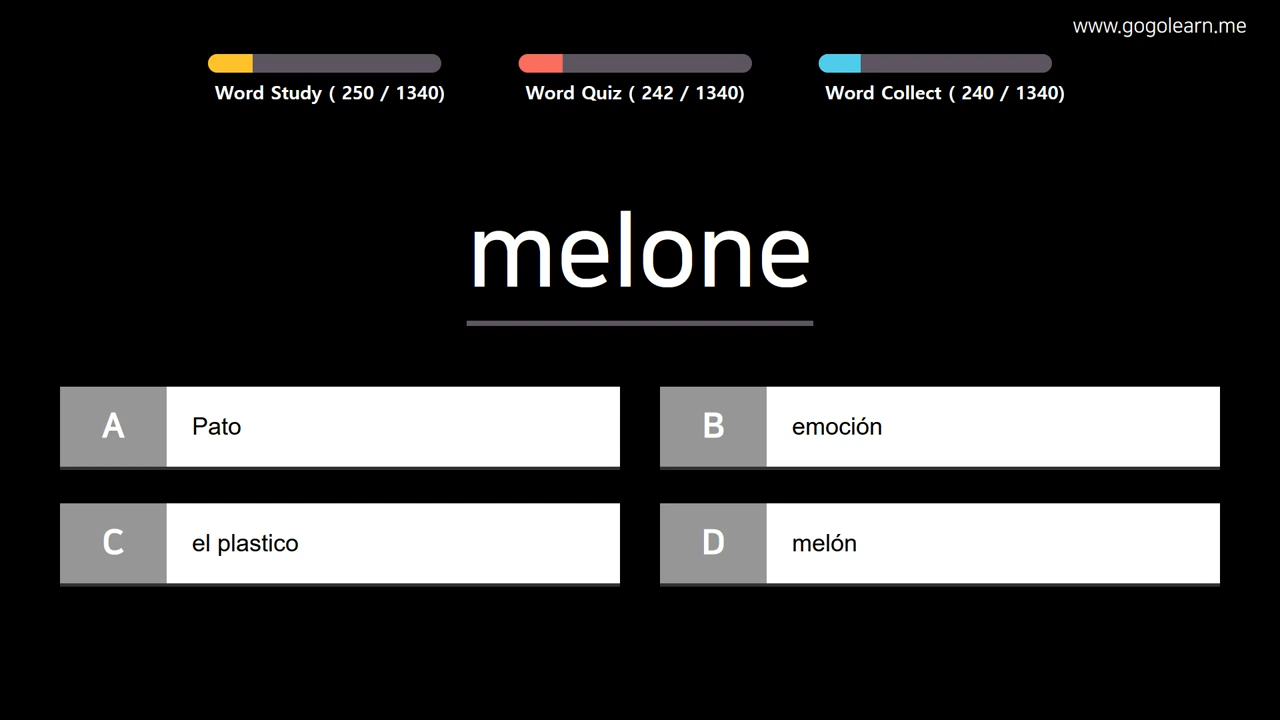 www.gogolearn.me
Word Study ( 250 / 1340)
Word Quiz ( 242 / 1340)
Word Collect ( 240 / 1340)
melone
A Pato
B emoción
C el plastico
D melón